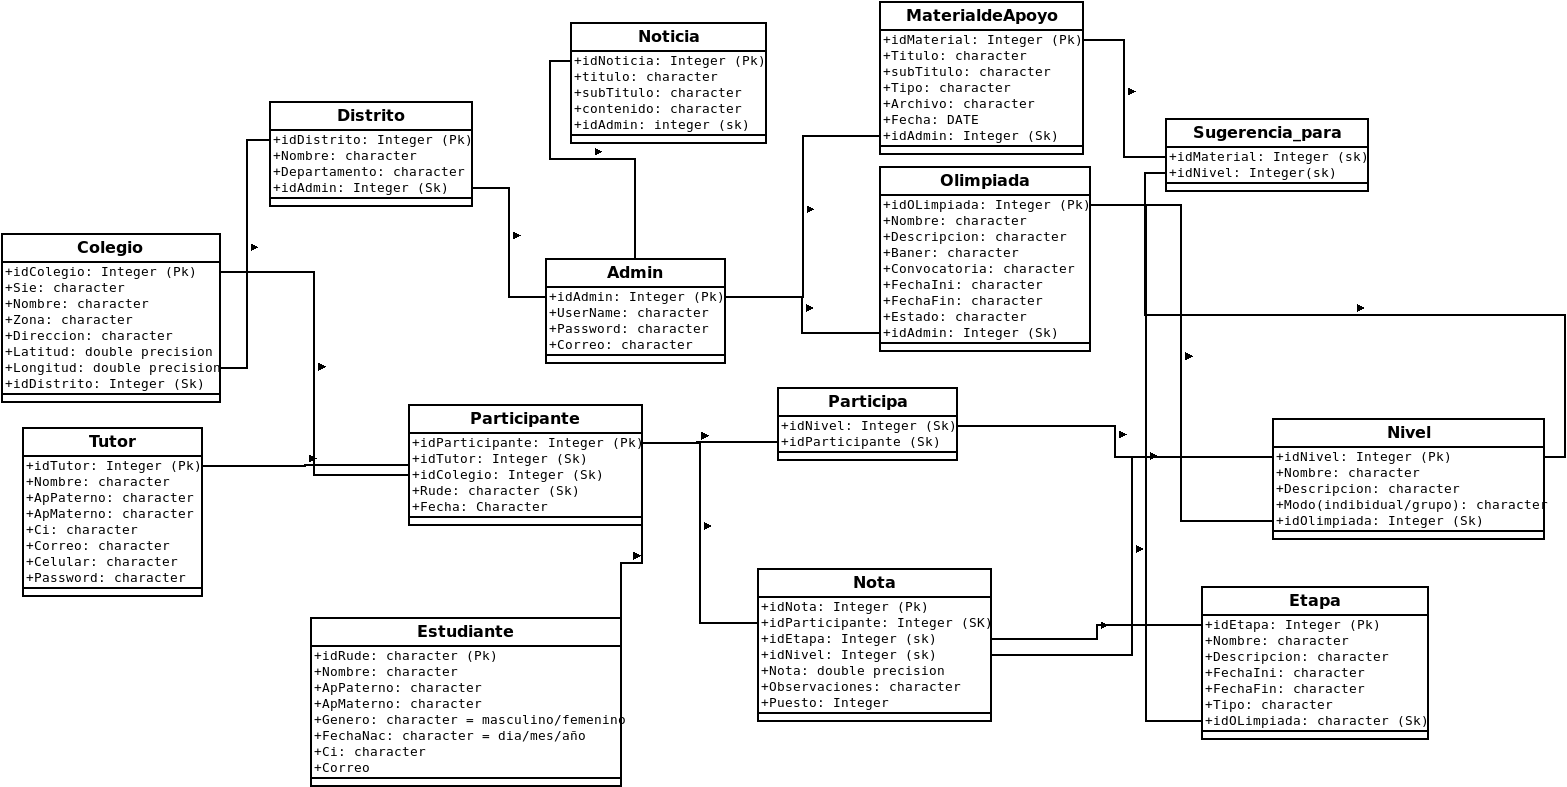 Noticia
+idNoticia: Integer (Pk)
+titulo: character
+subTitulo: character
+contenido: character
+idAdmin: integer (sk)
MaterialdeApoyo
+idMaterial: Integer (Pk)
+Titulo: character
+subTitulo: character
+Tipo: character
+Archivo: character
+Fecha: DATE
+idAdmin: Integer (Sk)
Distrito
+idDistrito: Integer (Pk)
+Nombre: character
+Departamento: character
+idAdmin: Integer (Sk)
Sugerencia_para
+idMaterial: Integer (sk)
+idNivel: Integer(sk)
Olimpiada
+idOLimpiada: Integer (Pk)
+Nombre: character
+Descripcion: character
+Baner: character
+Convocatoria: character
+FechaIni: character
+FechaFin: character
+Estado: character
+idAdmin: Integer (Sk)
Colegio
+idColegio: Integer (Pk)
+Sie: character
+Nombre: character
+Zona: character
+Direccion: character
+Latitud: double precision
+Longitud: double precision
+idDistrito: Integer (Sk)
Admin
+idAdmin: Integer (Pk)
+UserName: character
+Password: character
+Correo: character
Tutor
+idTutor: Integer (Pk)
+Nombre: character
+ApPaterno: character
+ApMaterno: character
+Ci: character
+Correo: character
+Celular: character
+Password: character
Participante
+idParticipante: Integer (Pk)
+idTutor: Integer (Sk)
+idColegio: Integer (Sk)
+Rude: character (Sk)
+Fecha: Character
Participa
+idNivel: Integer (Sk)
+idParticipante (Sk)
Nivel
+idNivel: Integer (Pk)
+Nombre: character
+Descripcion: character
+Modo(indibidual/grupo): character
+idOlimpiada: Integer (Sk)
Estudiante
+idRude: character (Pk)
+Nombre: character
+ApPaterno: character
+ApMaterno: character
+Genero: character = masculino/femenino
+FechaNac: character = dia/mes/año
+Ci: character
+Correo
Nota
+idNota: Integer (Pk)
+idParticipante: Integer (SK)
+idEtapa: Integer (sk)
+idNivel: Integer (sk)
+Nota: double precision
+Observaciones: character
+Puesto: Integer
Etapa
+idEtapa: Integer (Pk)
+Nombre: character
+Descripcion: character
+FechaIni: character
+FechaFin: character
+Tipo: character
+idOLimpiada: character (Sk)